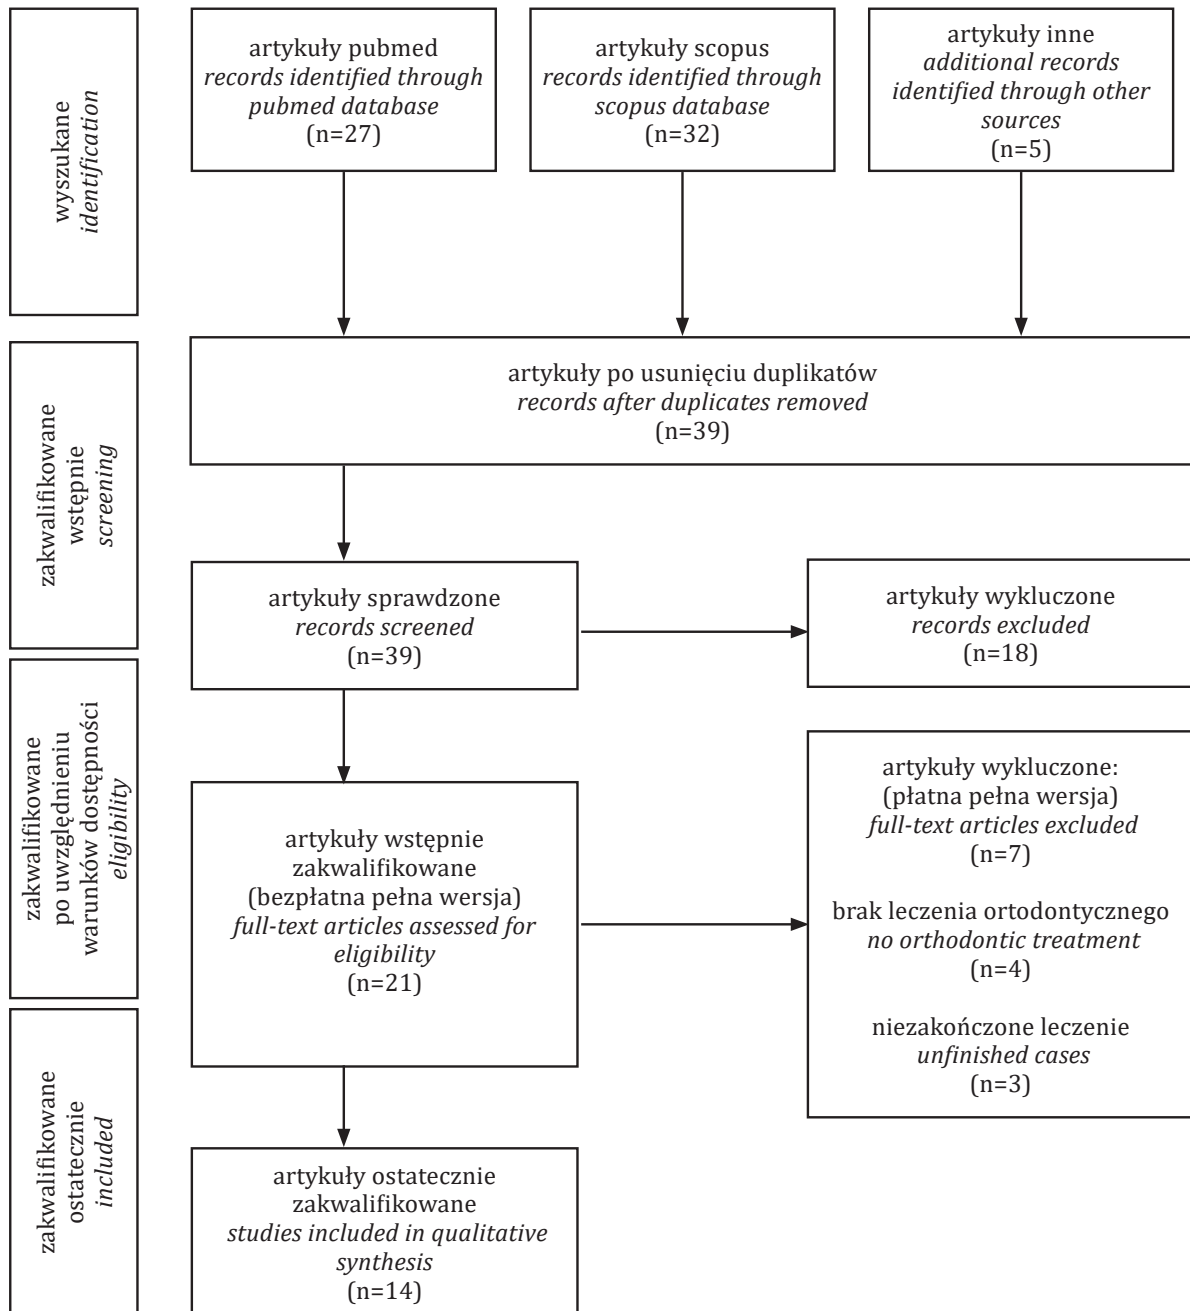 wyszukane
identification
artykuły pubmed
records identified through
pubmed database
(n=27)
artykuły scopus
records identified through
scopus database
(n=32)
artykuły inne
additional records
identified through other
sources
(n=5)
zakwalifikowane
wstępnie
screening
artykuły po usunięciu duplikatów
records after duplicates removed
(n=39)
artykuły sprawdzone
records screened
(n=39)
artykuły wykluczone
records excluded
(n=18)
zakwalifikowane
po uwzględnieniu
warunków dostępności
eligibility
artykuły wstępnie
zakwalifikowane
(bezpłatna pełna wersja)
full-text articles assessed for
eligibility
(n=21)
artykuły wykluczone:
(płatna pełna wersja)
full-text articles excluded
(n=7)
brak leczenia ortodontycznego
no orthodontic treatment
(n=4)
niezakończone leczenie
unfinished cases
(n=3)
zakwalifikowane
ostatecznie
included
artykuły ostatecznie
zakwalifikowane
studies included in qualitative
synthesis
(n=14)